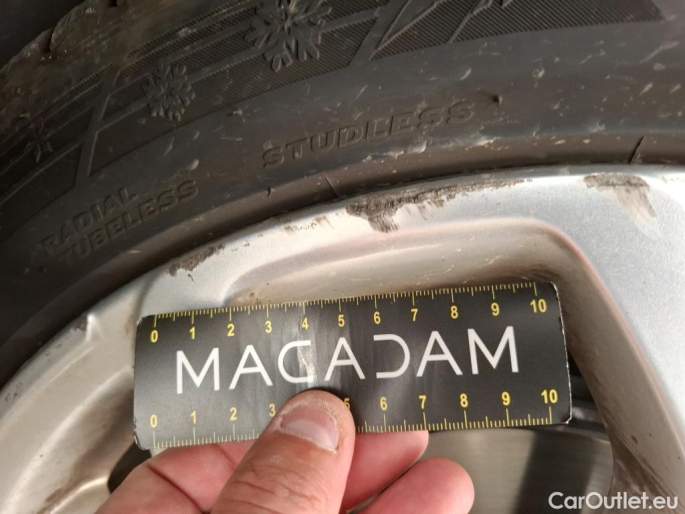 STUDLESS
RADIAL
TUBELESS
0 1 2 3 4 5 6 7 8 9 10
MACADAM
0 1 2 3 5 6 7 8 9 10
CarOutlet.eu